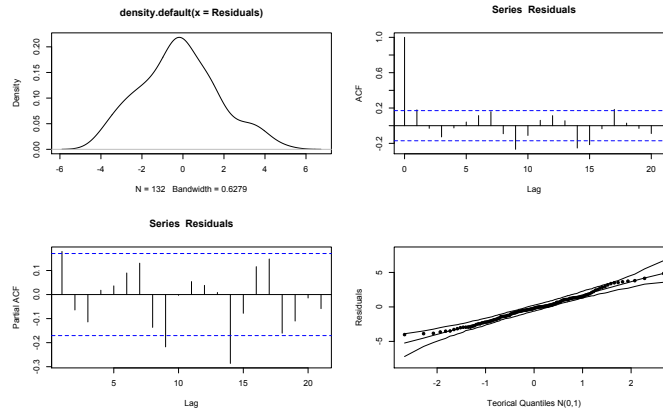 density.default(x = Residuals)
Density
0.00 0.05 0.10 0.15 0.20
-6 -4 -2 0 2 4 6
N = 132 Bandwidth = 0.6279
Series Residuals
ACF
-0.2 0.2 0.6 1.0
0 5 10 15 20
Lag
Series Residuals
Partial ACF
-0.3 -0.2 -0.1 0.0 0.1
5 10 15 20
Lag
Residuals
-5 0 5
-2 -1 0 1 2
Teorical Quantiles N(0,1)